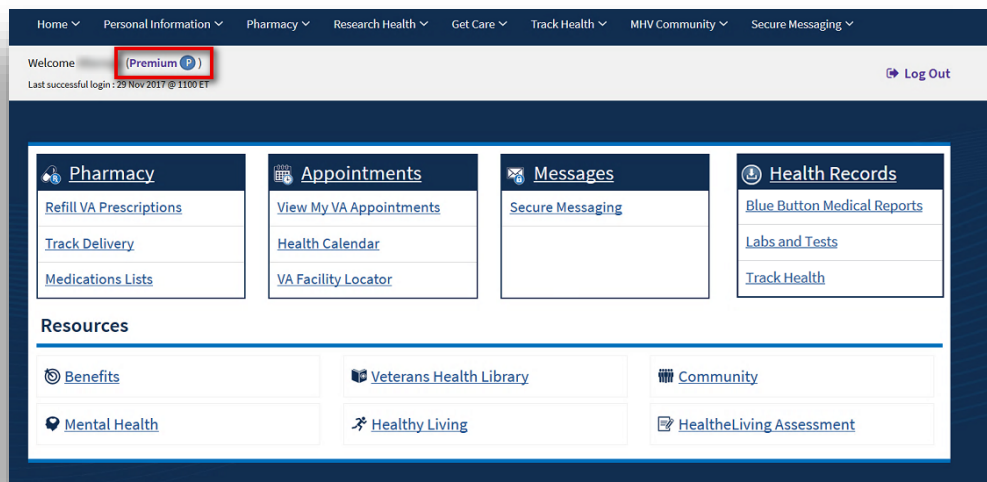 Home Personal Information Pharmacy Research Health Get Care Track Health MHV Community Secure Messaging
Welcome (Premium P )
Last successful login : 29 Nov 2017 @ 1100 ET
Log Out
Pharmacy
Refill VA Prescriptions
Track Delivery
Medications Lists
Appointments
View My VA Appointments
Health Calendar
VA Facility Locator
Messages
Secure Messaging
Health Records
Blue Button Medical Reports
Labs and Tests
Track Health
Resources
Benefits
Veterans Health Library
Community
Mental Health
Healthy Living
HealtheLiving Assessment